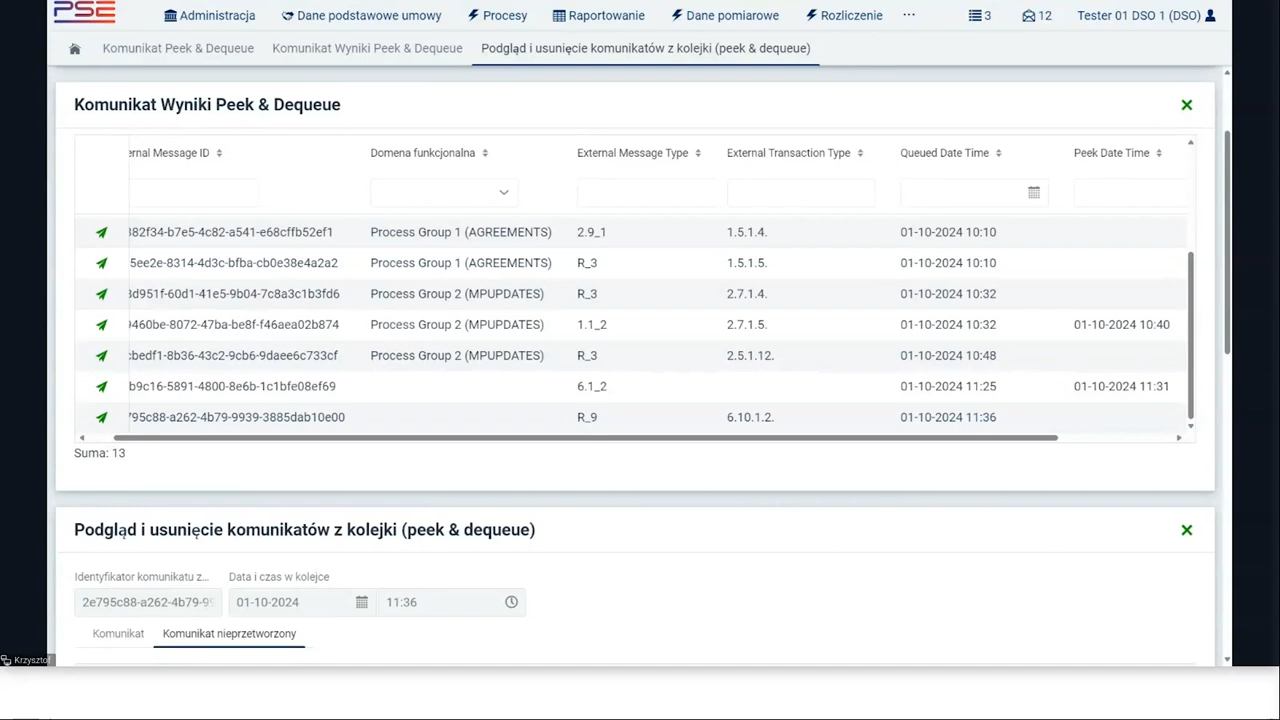 PSE
Administracja Dane podstawowe umowy Procesy Raportowanie Dane pomiarowe Rozliczenie ... 3 12 Tester 01 DSO 1 (DSO)
Komunikat Peek & Dequeue Komunikat Wyniki Peek & Dequeue Podgląd i usunięcie komunikatów z kolejki (peek & dequeue)
Komunikat Wyniki Peek & Dequeue
ernal Message ID Domena funkcjonalna External Message Type External Transaction Type Queued Date Time Peek Date Time
382f34-b7e5-4c82-a541-e68cffb52ef1 Process Group 1 (AGREEMENTS) 2.9_1 1.5.1.4. 01-10-2024 10:10
5ee2e-8314-4d3c-bfba-cb0e38e4a2a2 Process Group 1 (AGREEMENTS) R_3 1.5.1.5. 01-10-2024 10:10
3d951f-60d1-41e5-9b04-7c8a3c1b3fd6 Process Group 2 (MPUPDATES) R_3 2.7.1.4. 01-10-2024 10:32
9460be-8072-47ba-be8f-f46aea02b874 Process Group 2 (MPUPDATES) 1.1_2 2.7.1.5. 01-10-2024 10:32 01-10-2024 10:40
cbedf1-8b36-43c2-9cb6-9daee6c733cf Process Group 2 (MPUPDATES) R_3 2.5.1.12. 01-10-2024 10:48
b9c16-5891-4800-8e6b-1c1bfe08ef69 6.1_2 01-10-2024 11:25 01-10-2024 11:31
795c88-a262-4b79-9939-3885dab10e00 R_9 6.10.1.2. 01-10-2024 11:36
Suma: 13
Podgląd i usunięcie komunikatów z kolejki (peek & dequeue)
Identyfikator komunikatu z... Data i czas w kolejce
2e795c88-a262-4b79-99 01-10-2024 11:36
Komunikat Komunikat nieprzetworzony
Krzysztof